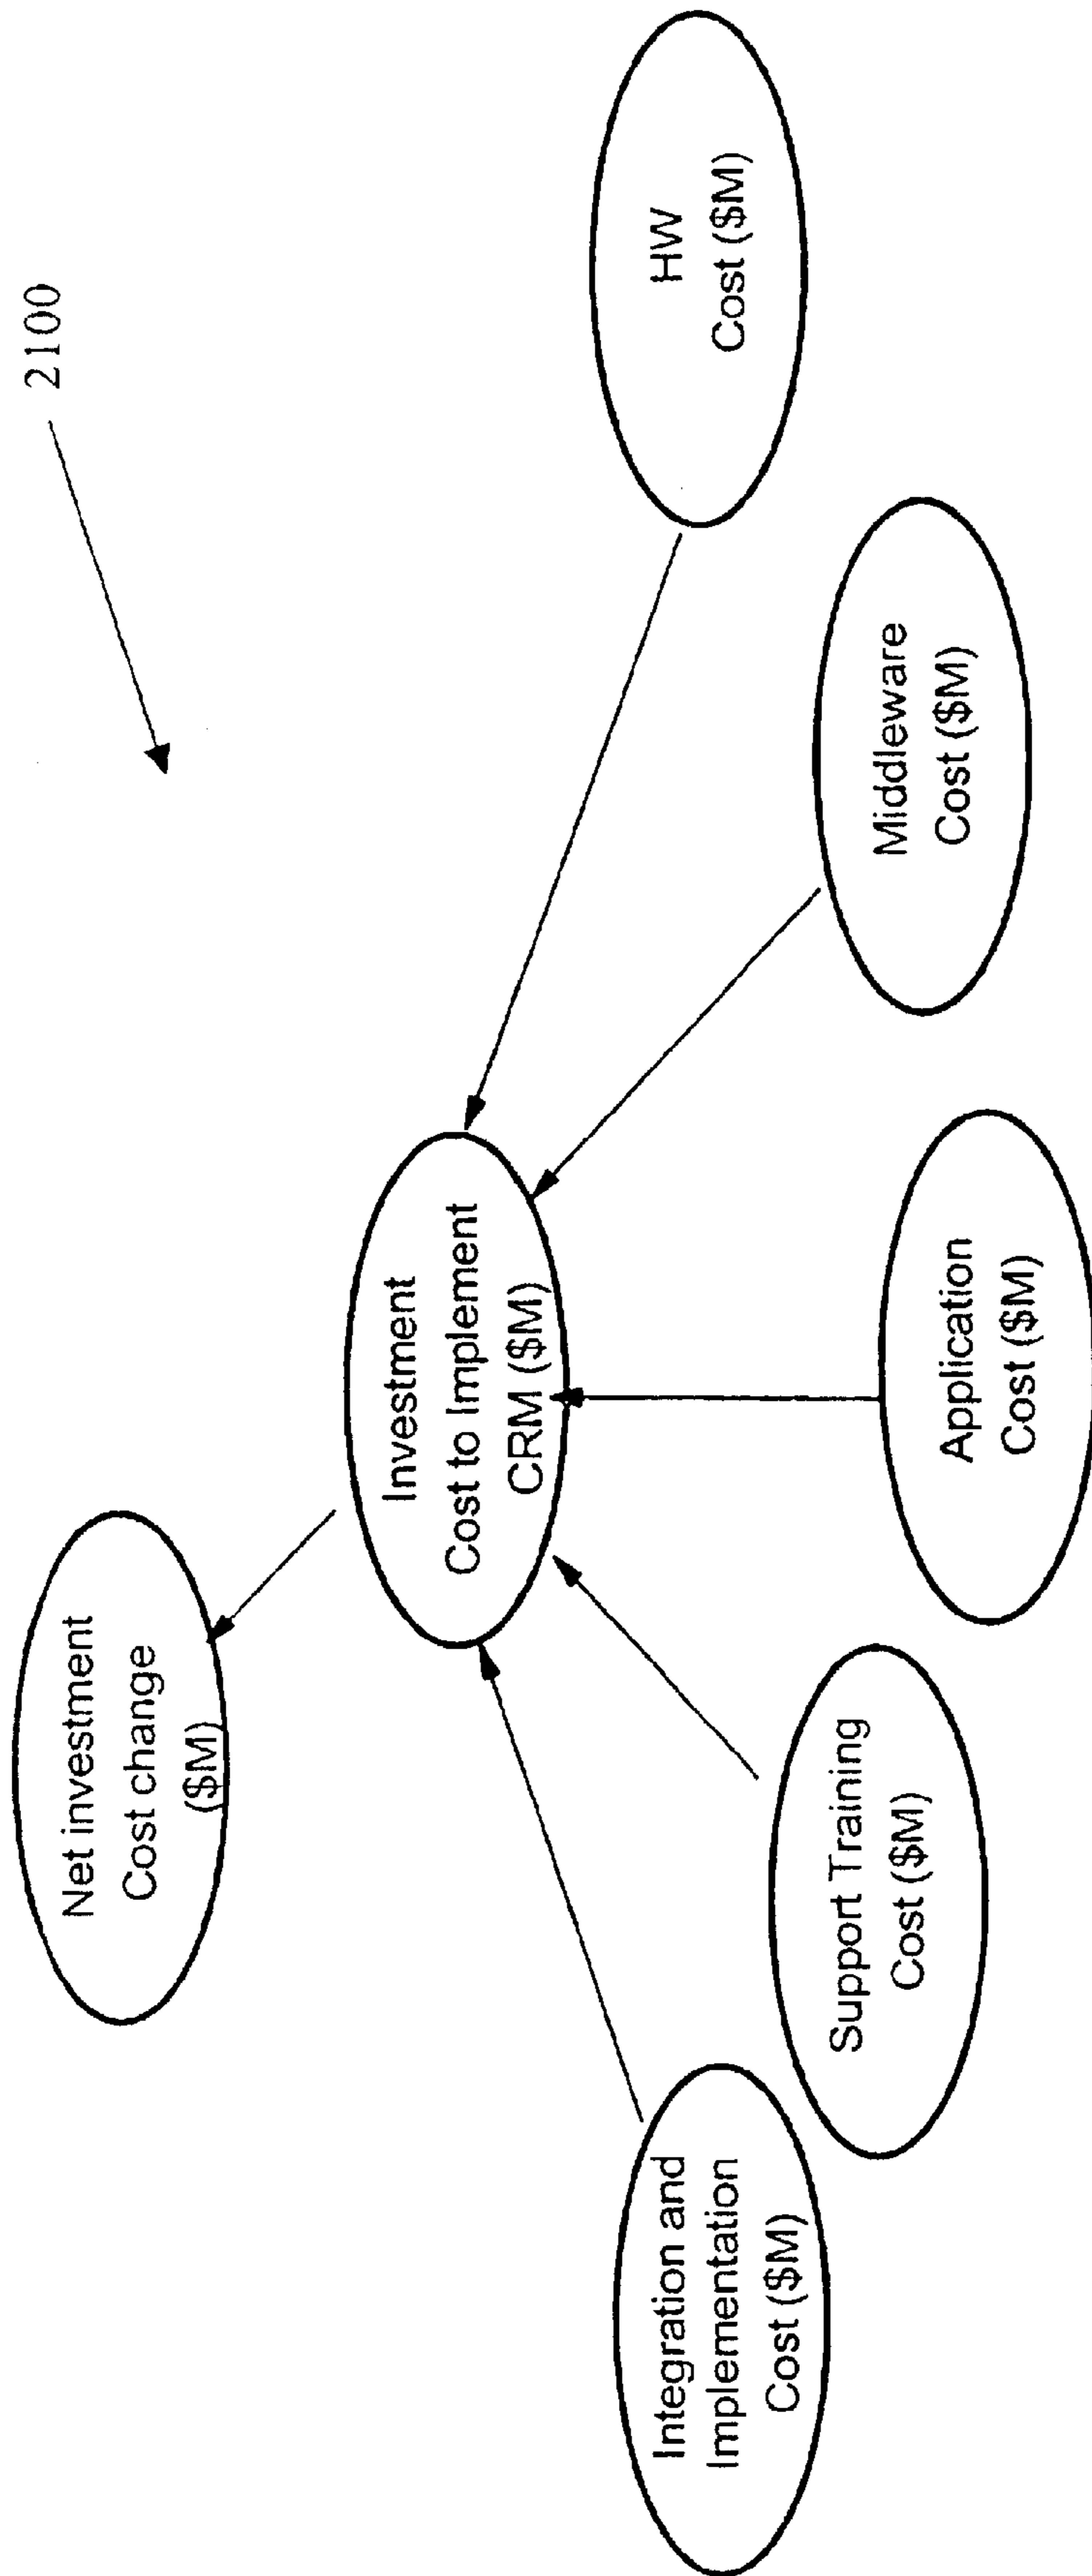 2100
Net investment
Cost change
($M)
Investment
Cost to Implement
CRM ($M)
Integration and
Implementation
Cost ($M)
Support Training
Cost ($M)
Application
Cost ($M)
Middleware
Cost ($M)
HW
Cost ($M)